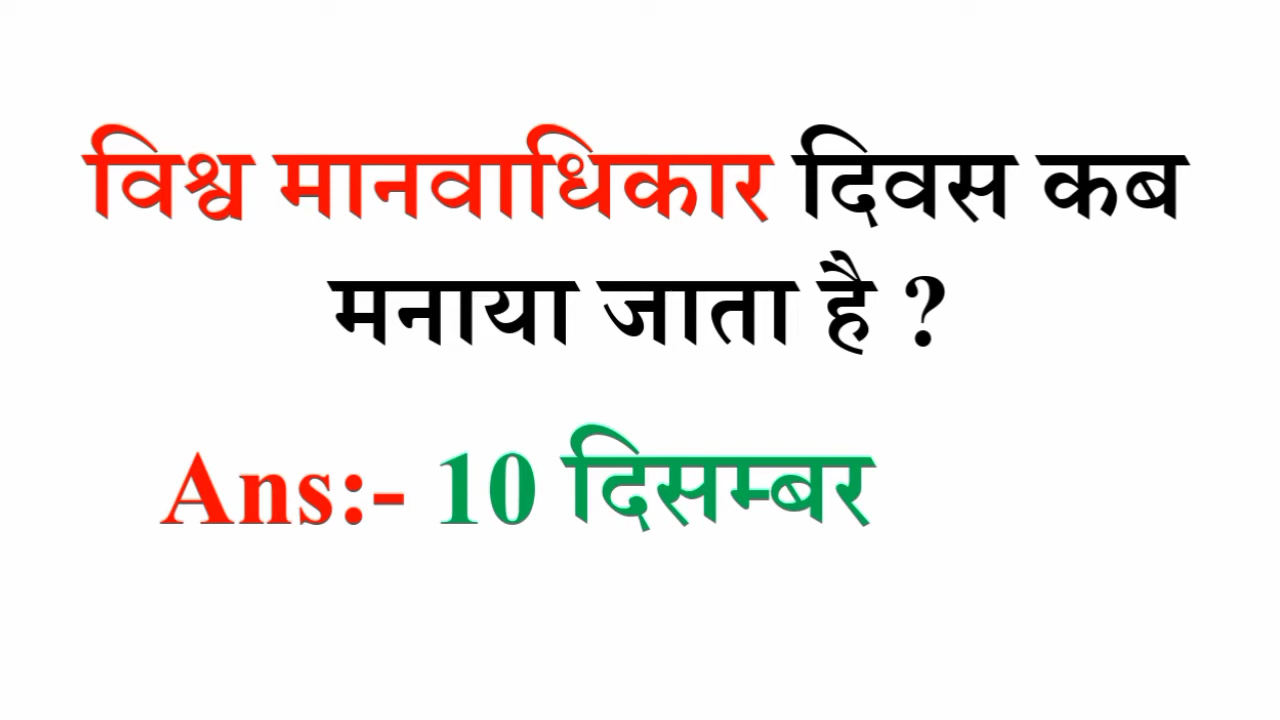 विश्व मानवाधिकार दिवस कब
मनाया जाता है ?
Ans:- 10 दिसम्बर